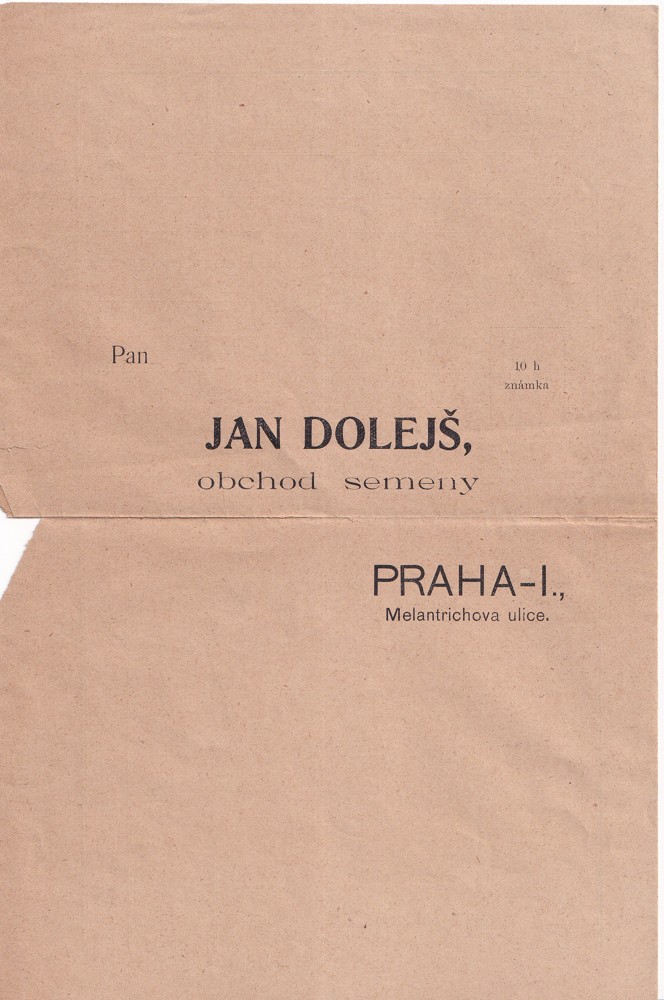 Pan
10 h
známka
JAN DOLEJŠ,
obchod semeny
PRAHA-I.,
Melantrichova ulice.